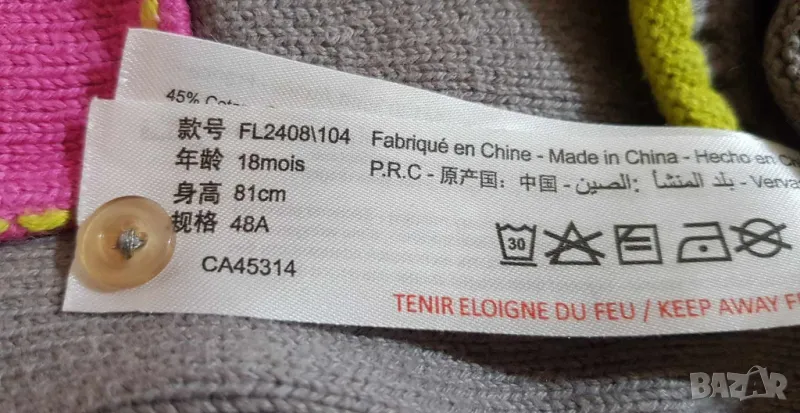 45%
款号 FL2408\104 Fabriqué en Chine - Made in China - Hecho en
年龄 18mois P.R.C - 原产国: 中国 - بلد المنشأ: الصين -
身高 81cm
规格 48A
CA45314
30
TENIR ELOIGNE DU FEU / KEEP AWAY
BAZAR